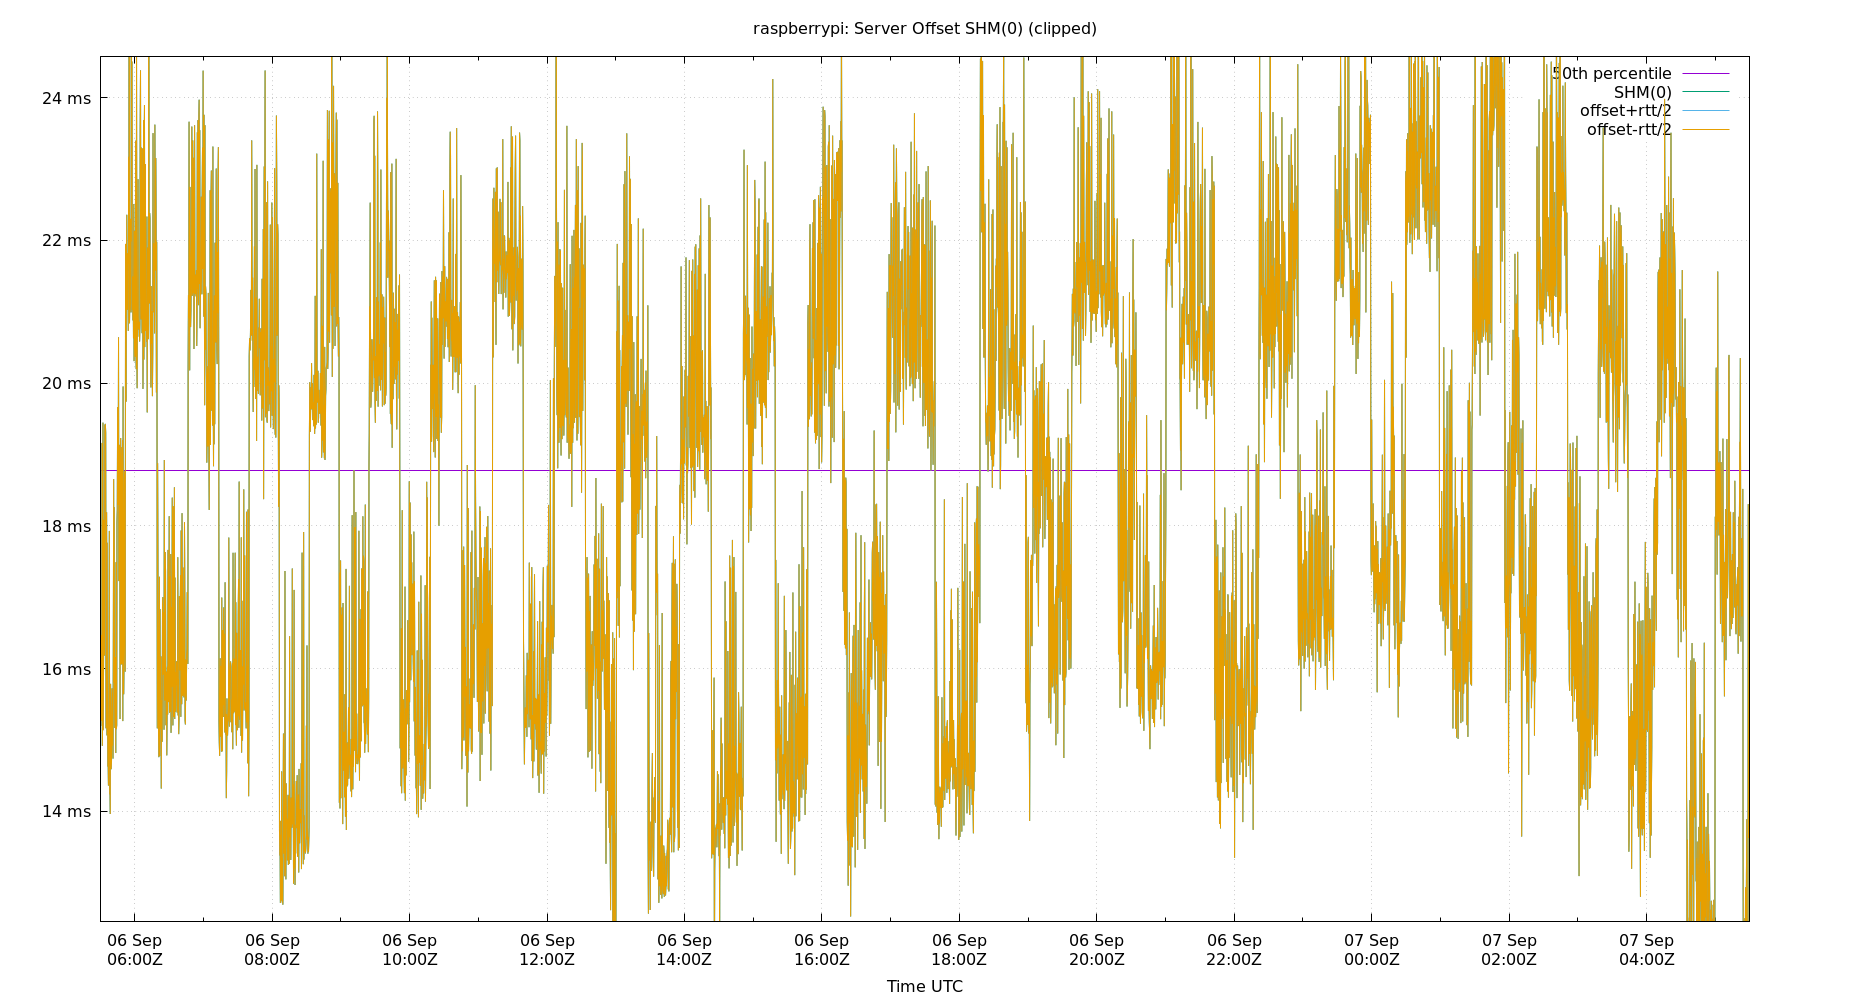 raspberrypi: Server Offset SHM(0) (clipped)
24 ms
22 ms
20 ms
18 ms
16 ms
14 ms
50th percentile
SHM(0)
offset+rtt/2
offset-rtt/2
06 Sep 06 Sep 06 Sep 06 Sep 06 Sep 06 Sep 06 Sep 06 Sep 06 Sep 07 Sep 07 Sep 07 Sep
06:00Z 08:00Z 10:00Z 12:00Z 14:00Z 16:00Z 18:00Z 20:00Z 22:00Z 00:00Z 02:00Z 04:00Z
Time UTC